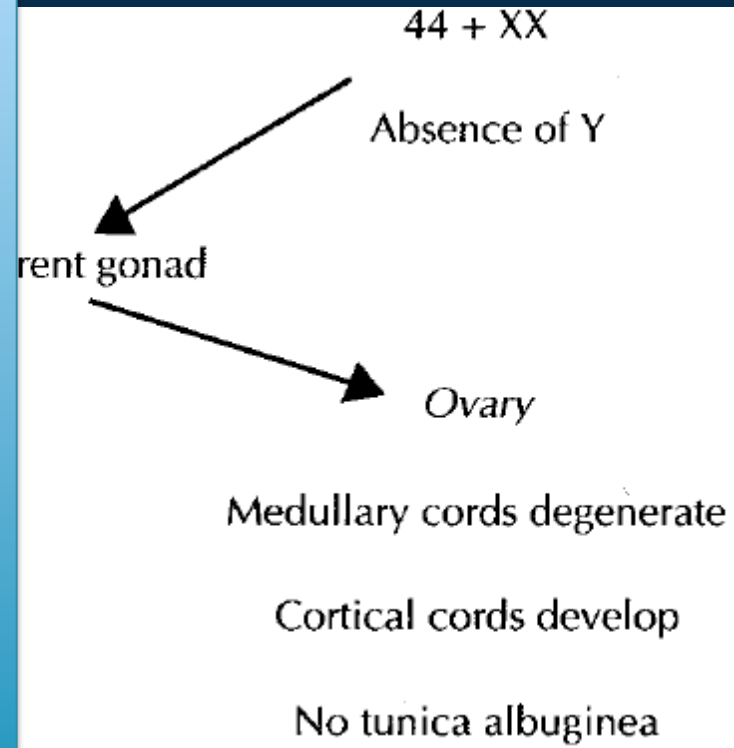 44 + XX
Absence of Y
rent gonad
Ovary
Medullary cords degenerate
Cortical cords develop
No tunica albuginea